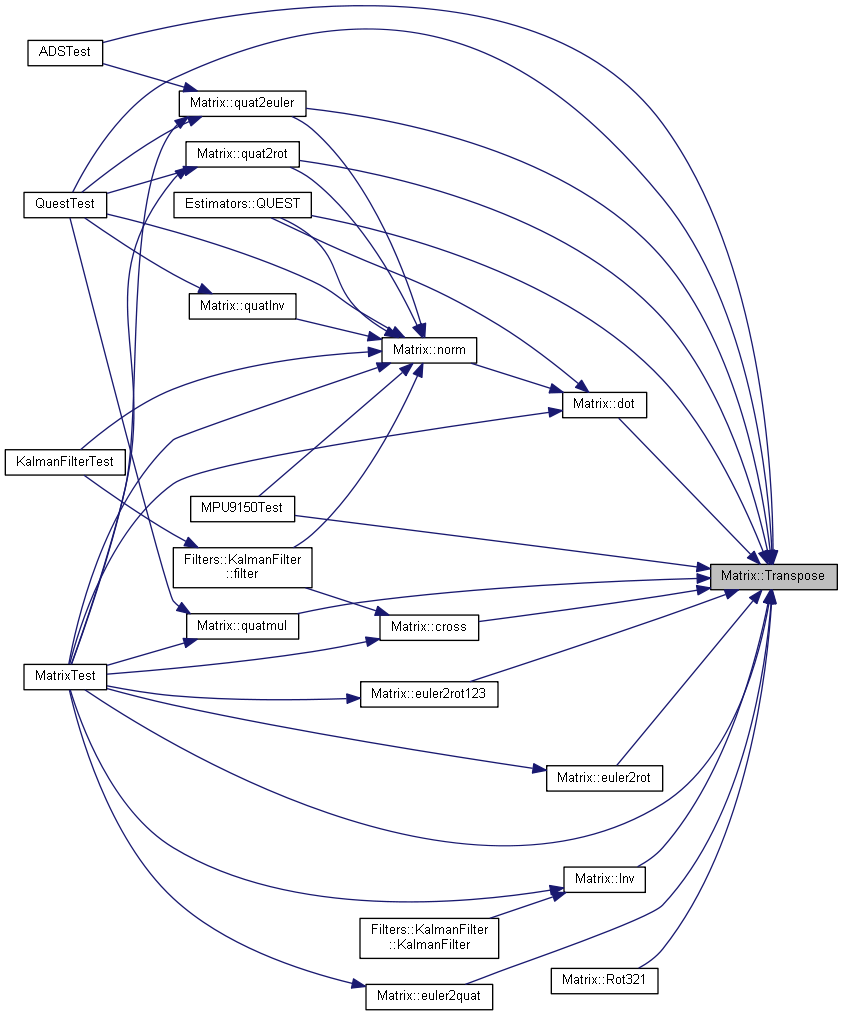 ADSTest
Matrix::quat2euler
Matrix::quat2rot
QuestTest
Estimators::QUEST
Matrix::quatInv
Matrix::norm
Matrix::dot
KalmanFilterTest
MPU9150Test
Filters::KalmanFilter
::filter
Matrix::Transpose
Matrix::quatmul
Matrix::cross
MatrixTest
Matrix::euler2rot123
Matrix::euler2rot
Matrix::Inv
Filters::KalmanFilter
::KalmanFilter
Matrix::Rot321
Matrix::euler2quat